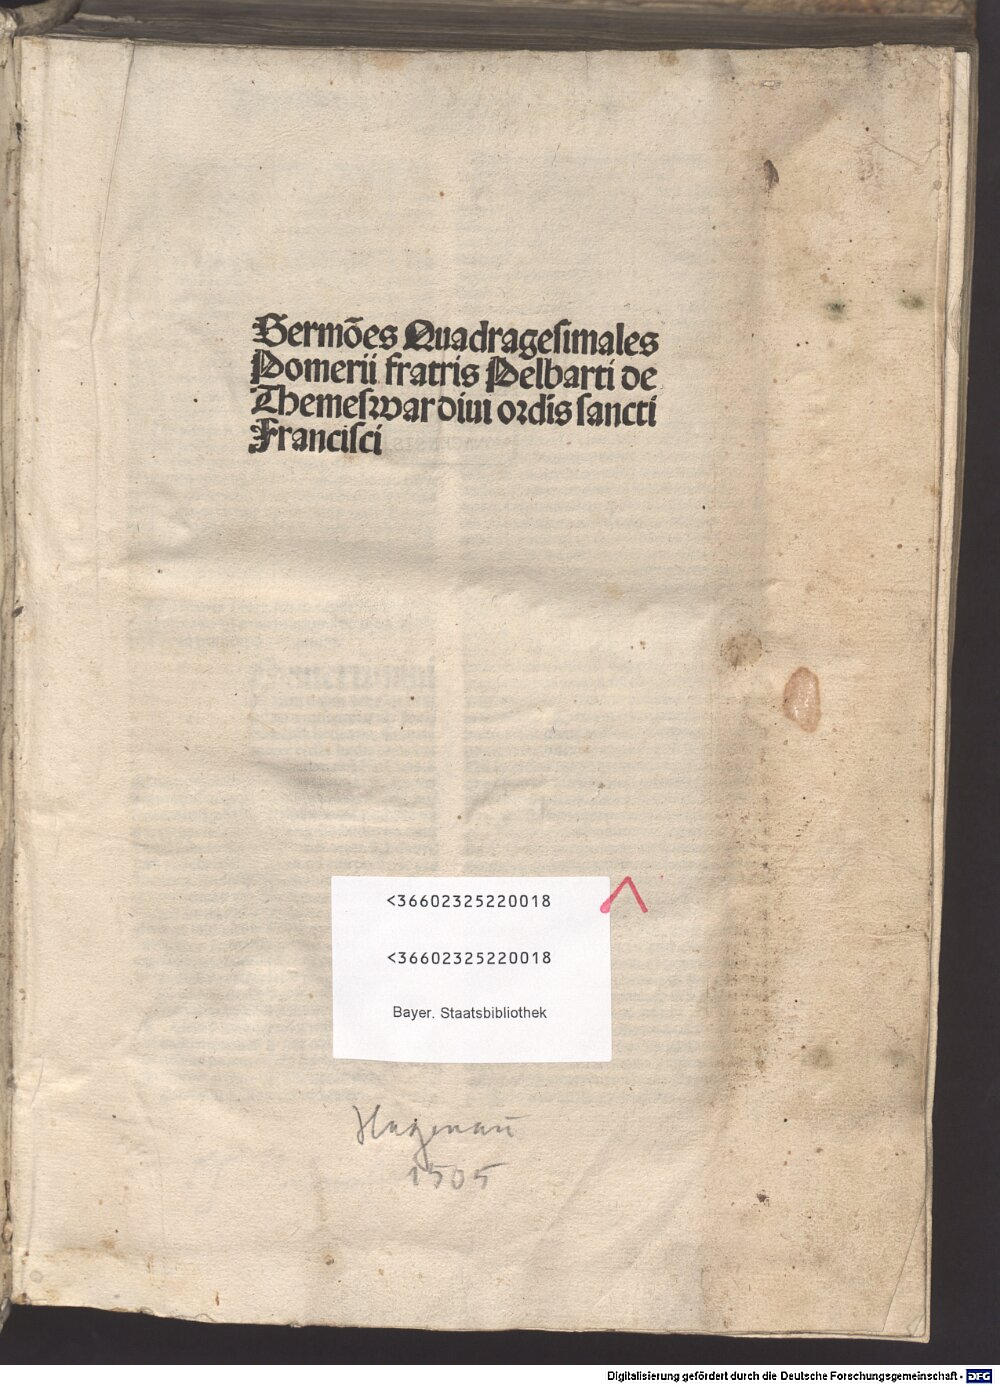 Sermões Quadragesimales
Pomerii fratris Pelbarti de
Themeswar diui ordis sancti
Francisci
<36602325220018
<36602325220018
Bayer. Staatsbibliothek
Hagenau
1505
Digitalisierung gefördert durch die Deutsche Forschungsgemeinschaft - DFG